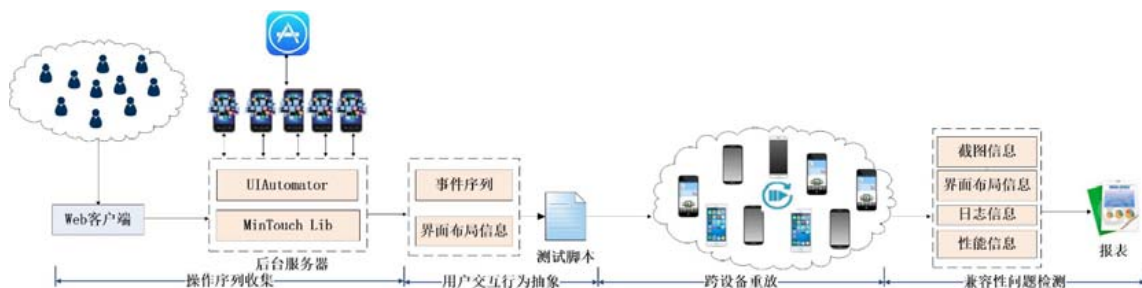 Web客户端
UIAutomator
MinTouch Lib
后台服务器
事件序列
界面布局信息
测试脚本
截图信息
界面布局信息
日志信息
性能信息
报表
操作序列收集
用户交互行为抽象
跨设备重放
兼容性问题检测